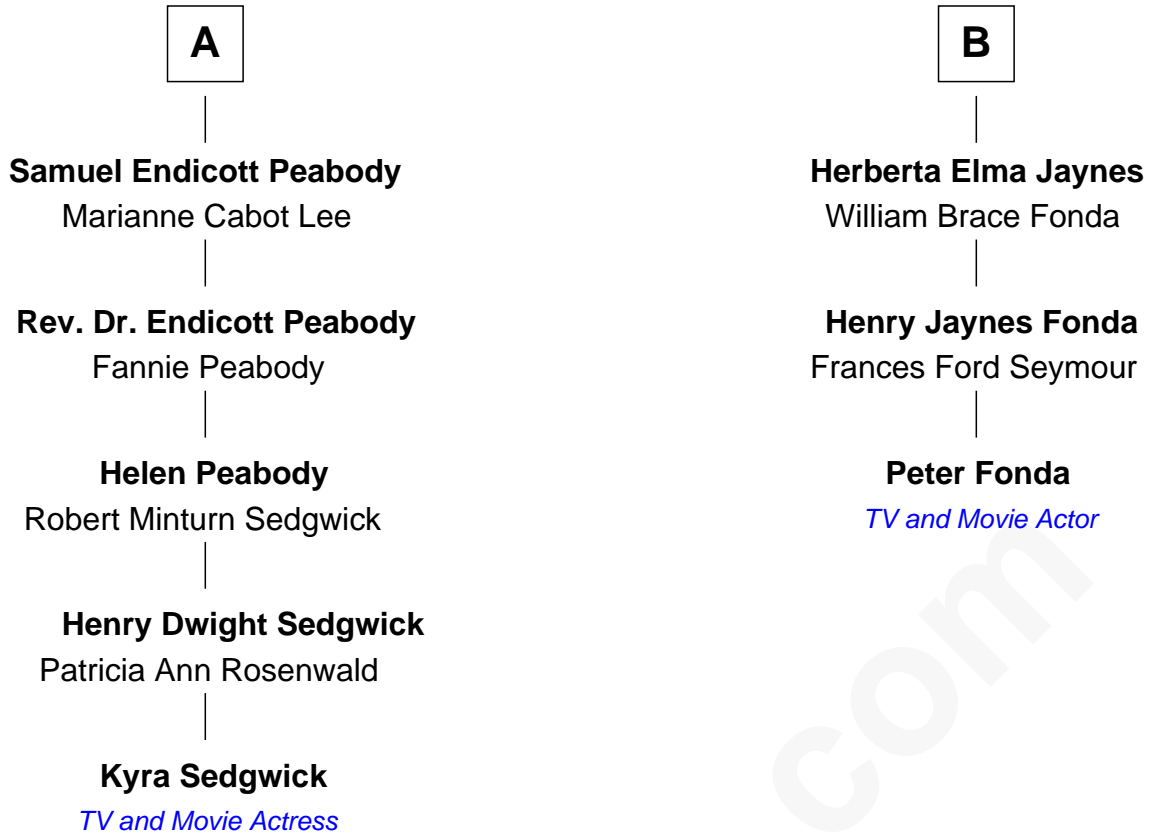 A
Samuel Endicott Peabody
Marianne Cabot Lee
Rev. Dr. Endicott Peabody
Fannie Peabody
Helen Peabody
Robert Minturn Sedgwick
Henry Dwight Sedgwick
Patricia Ann Rosenwald
Kyra Sedgwick
TV and Movie Actress
B
Herberta Elma Jaynes
William Brace Fonda
Henry Jaynes Fonda
Frances Ford Seymour
Peter Fonda
TV and Movie Actor
com